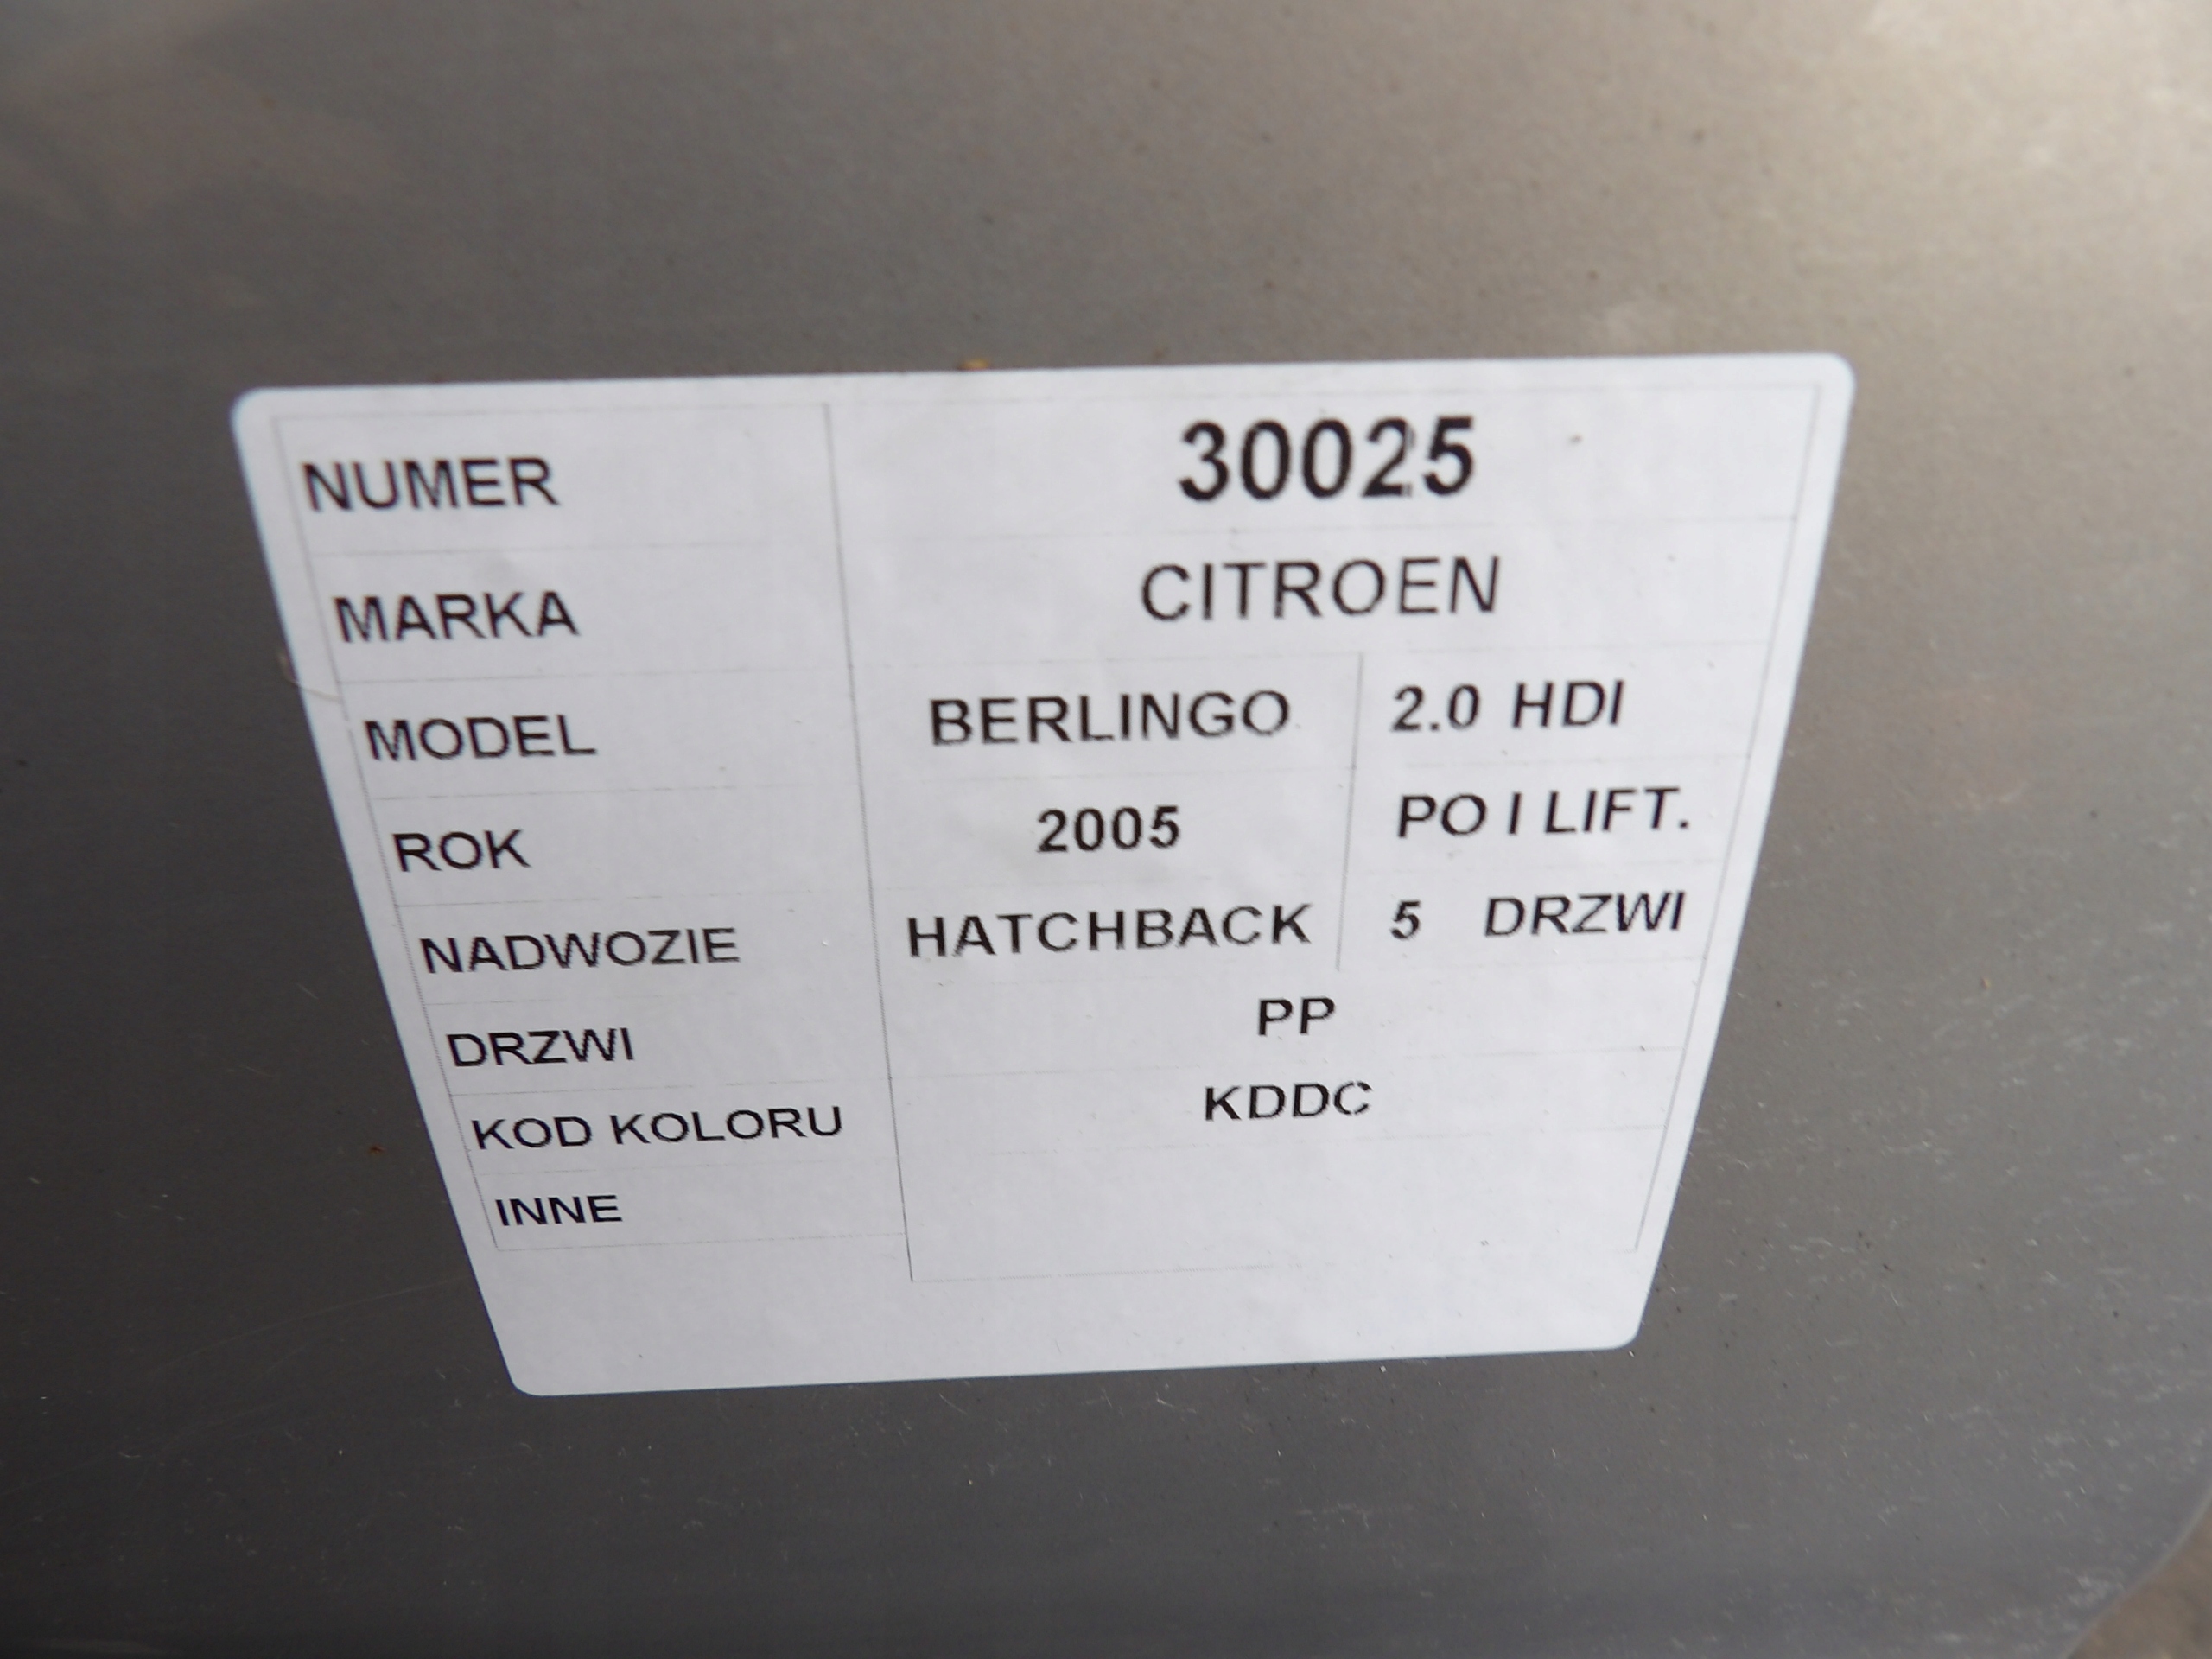 NUMER 30025
MARKA CITROEN
MODEL BERLINGO 2.0 HDI
ROK 2005 PO I LIFT.
NADWOZIE HATCHBACK 5 DRZWI
DRZWI PP
KOD KOLORU KDDC
INNE